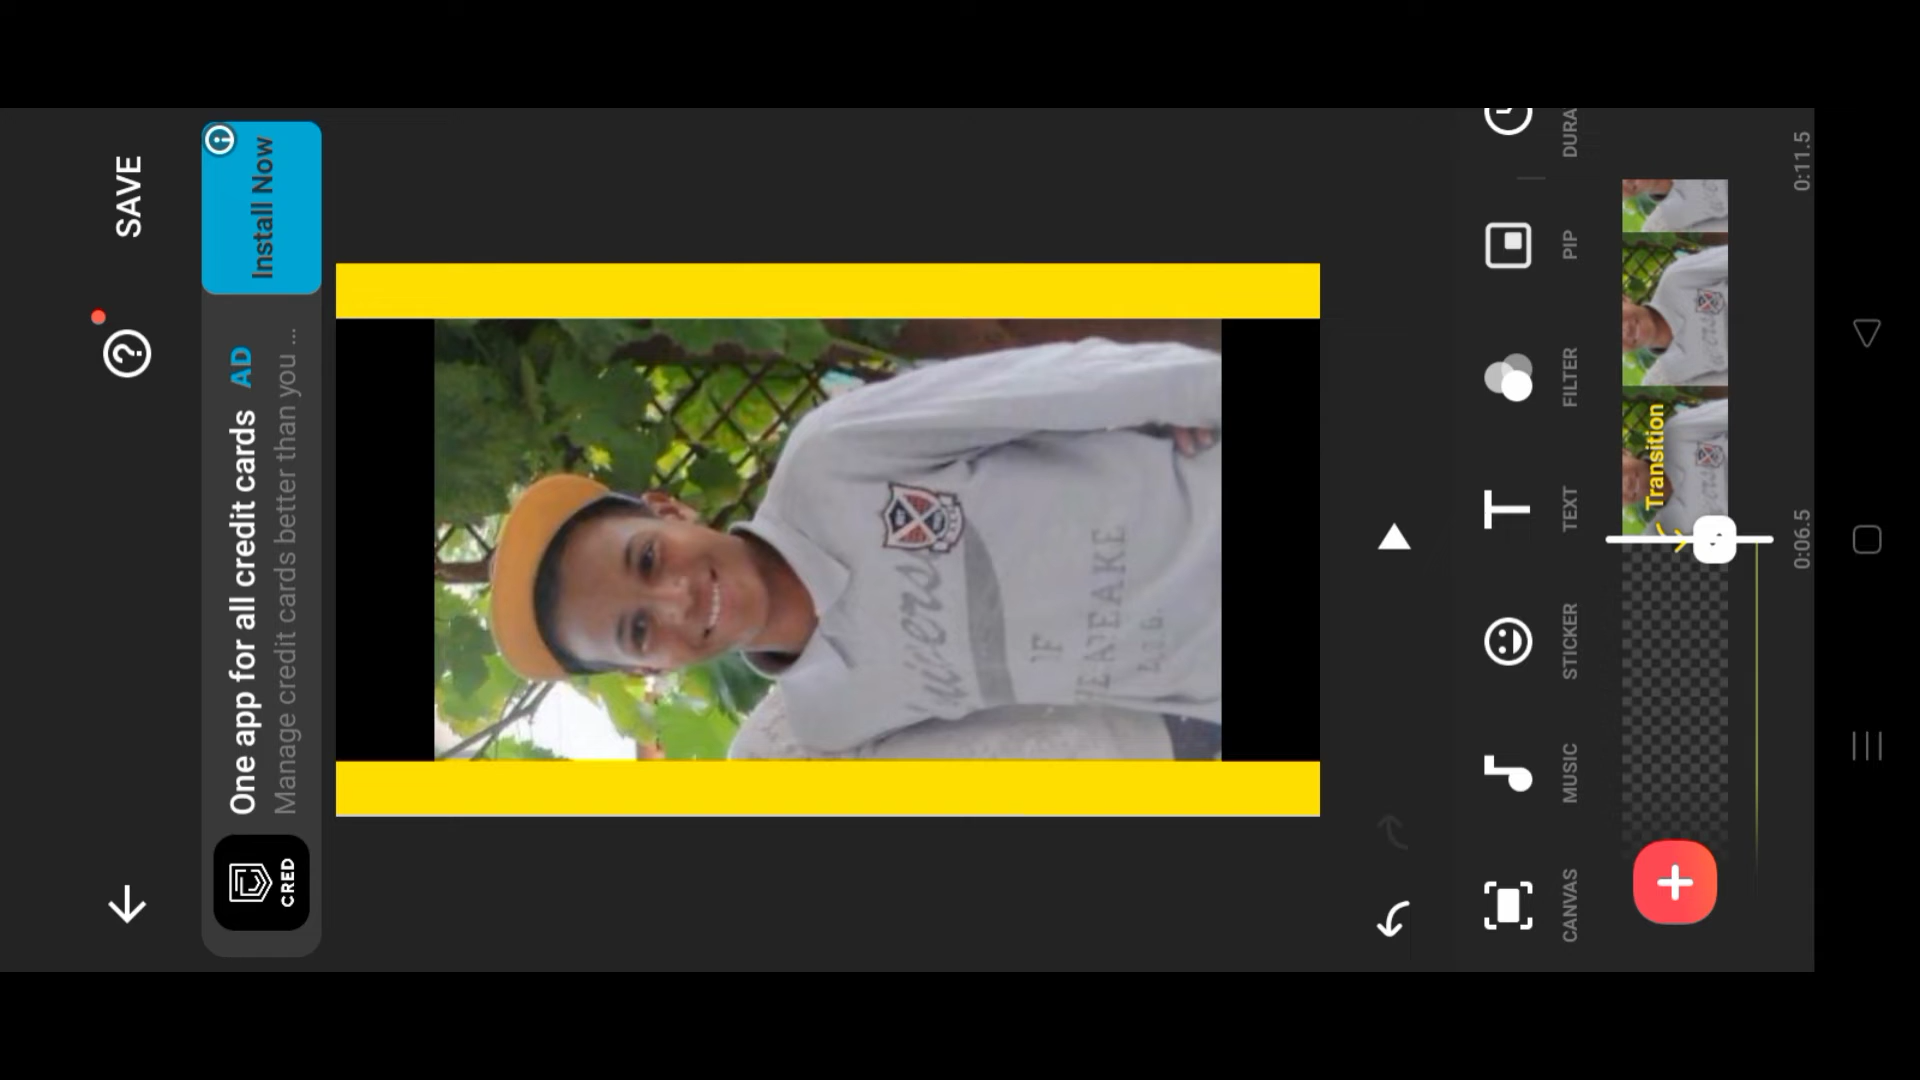 SAVE
CRED
One app for all credit cards AD
Manage credit cards better than you ...
Install Now
CANVAS
MUSIC
STICKER
TEXT
FILTER
PIP
DURA
Transition
0:06.5
0:11.5